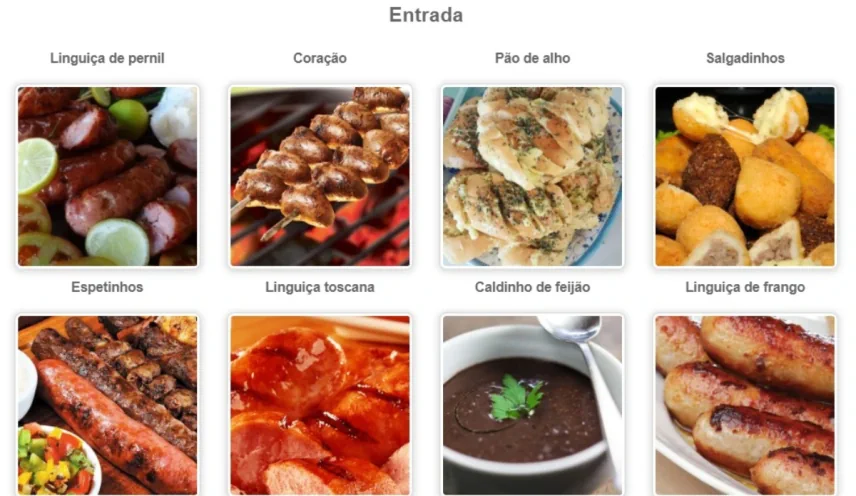 Entrada
Linguiça de pernil
Coração
Pão de alho
Salgadinhos
Espetinhos
Linguiça toscana
Caldinho de feijão
Linguiça de frango